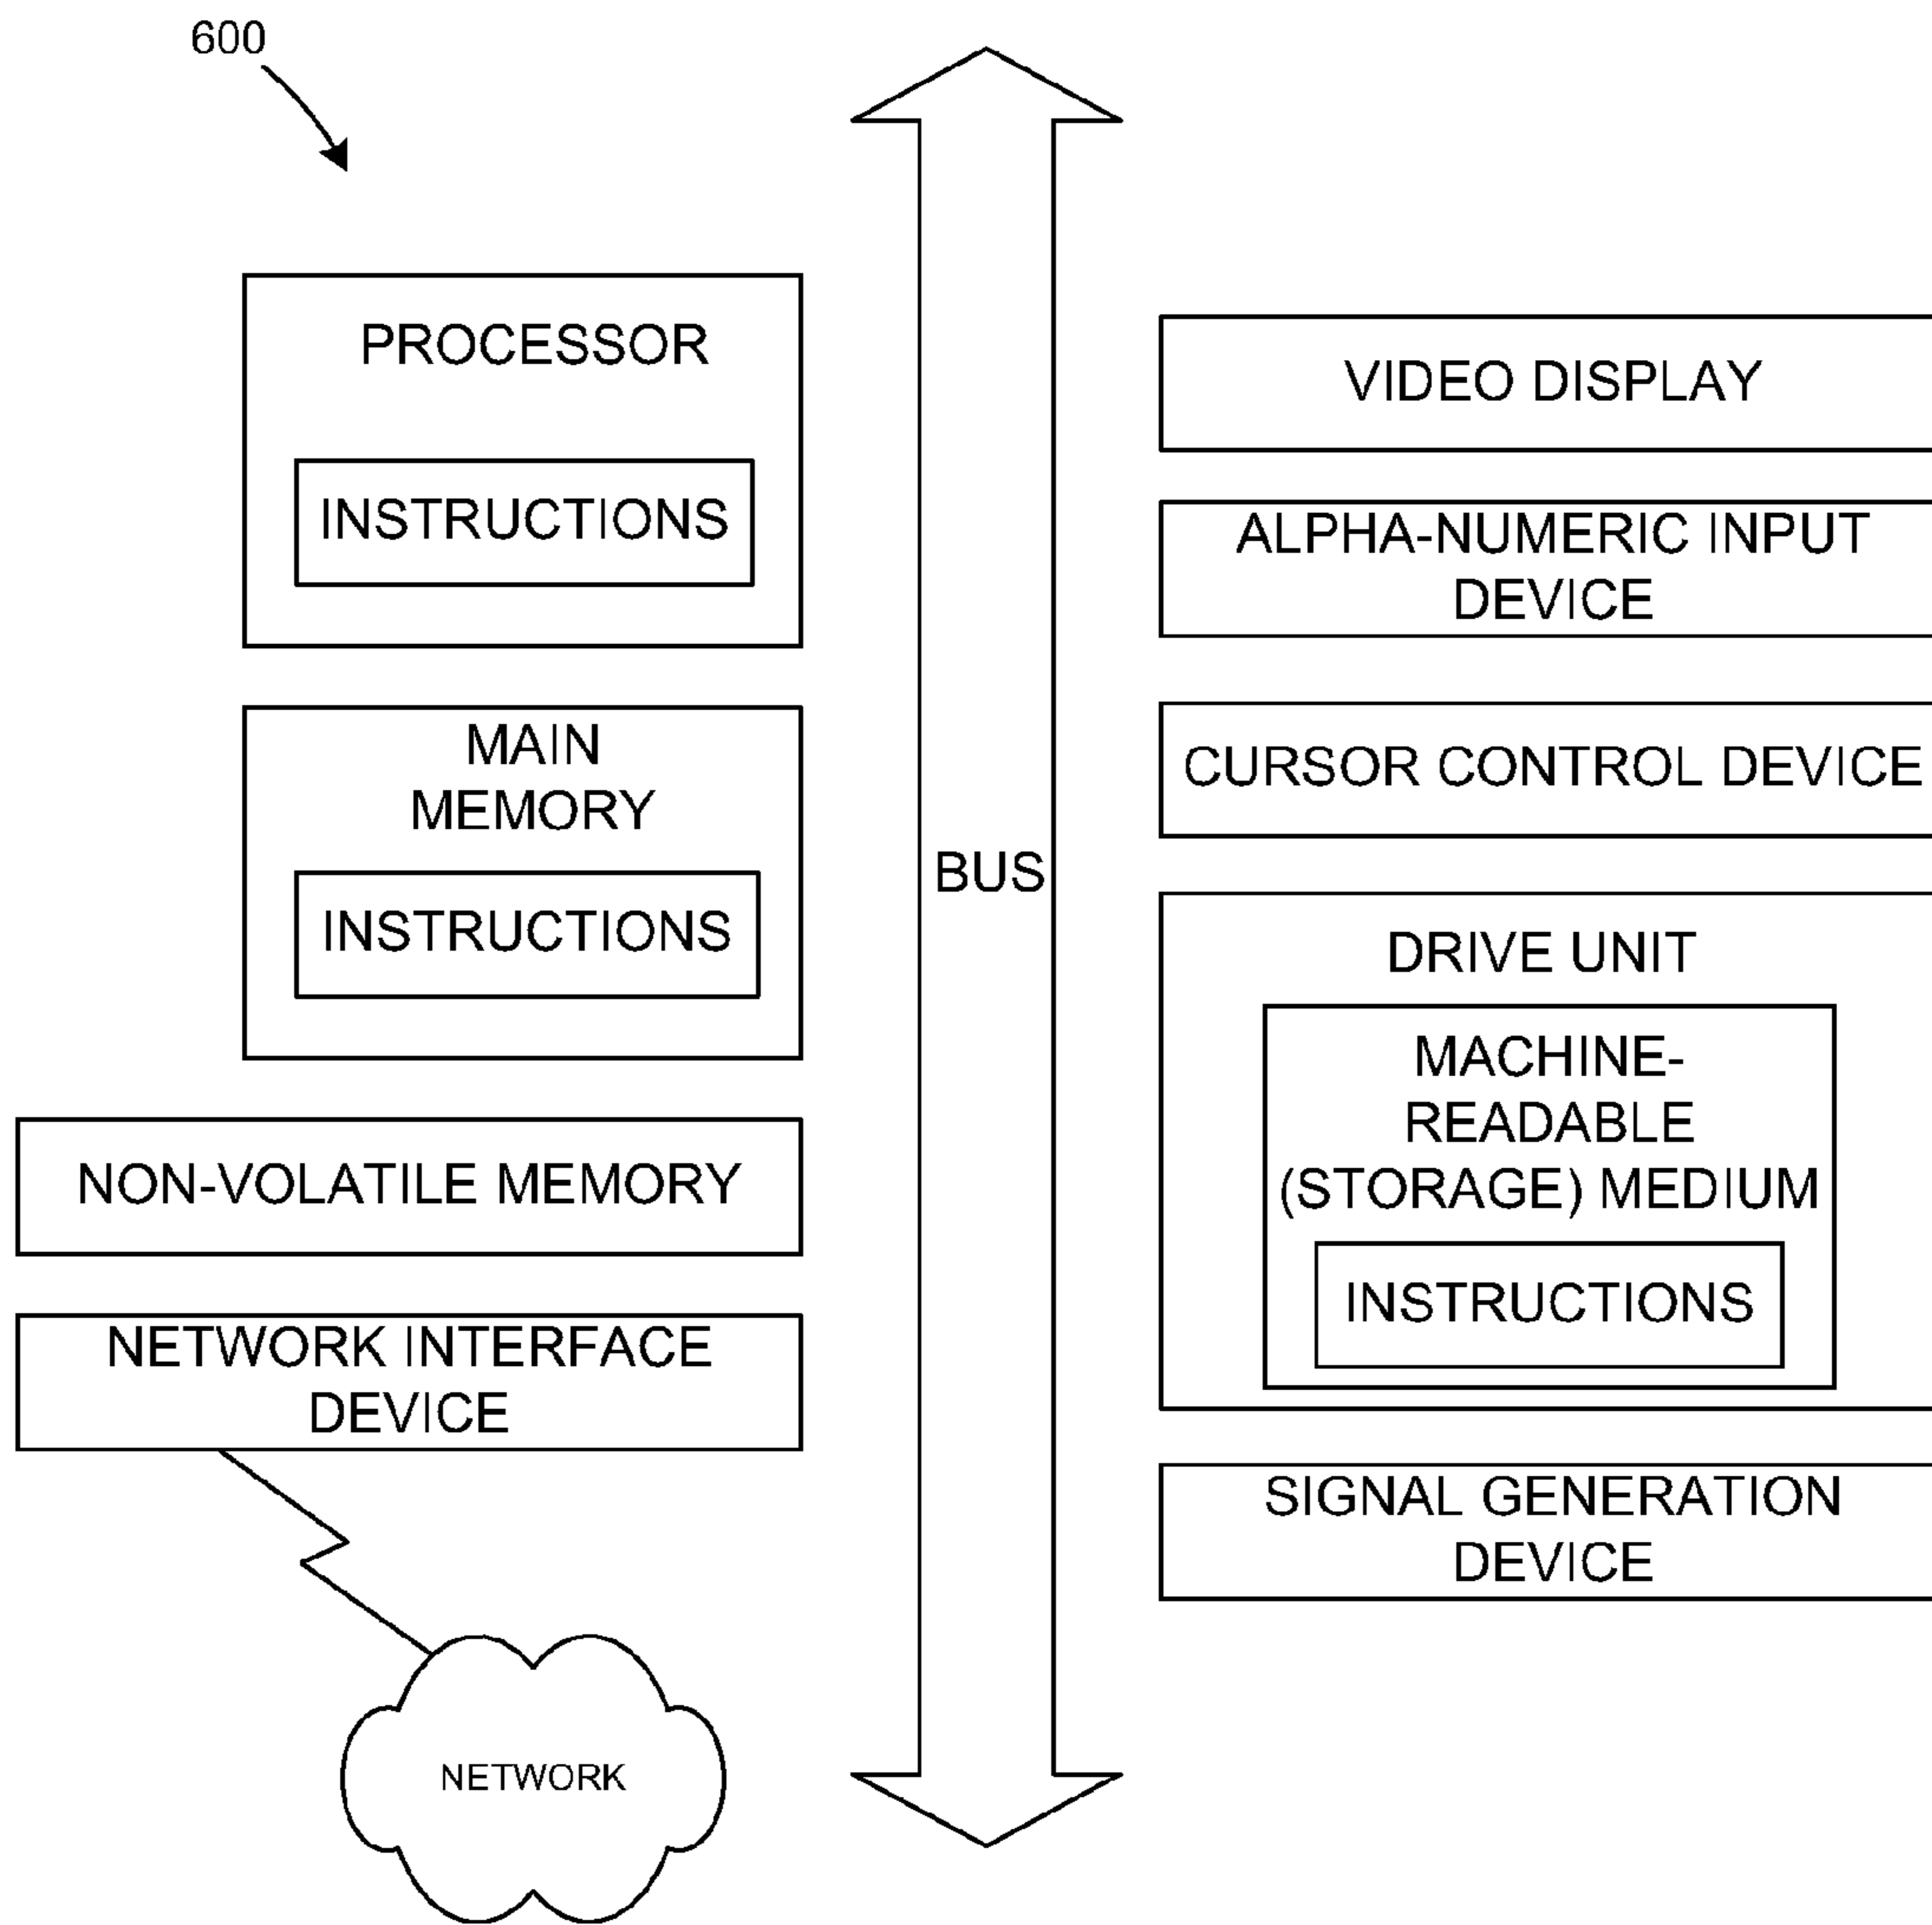 600
PROCESSOR
INSTRUCTIONS
MAIN
MEMORY
INSTRUCTIONS
NON-VOLATILE MEMORY
NETWORK INTERFACE
DEVICE
NETWORK
BUS
VIDEO DISPLAY
ALPHA-NUMERIC INPUT
DEVICE
CURSOR CONTROL DEVICE
DRIVE UNIT
MACHINE-
READABLE
(STORAGE) MEDIUM
INSTRUCTIONS
SIGNAL GENERATION
DEVICE